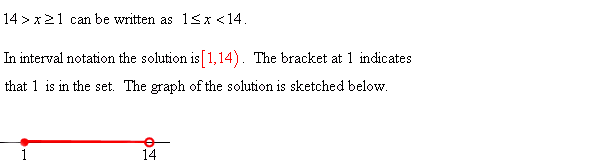 14 > x ≥ 1 can be written as 1 ≤ x < 14.
In interval notation the solution is [1,14). The bracket at 1 indicates
that 1 is in the set. The graph of the solution is sketched below.
1 14